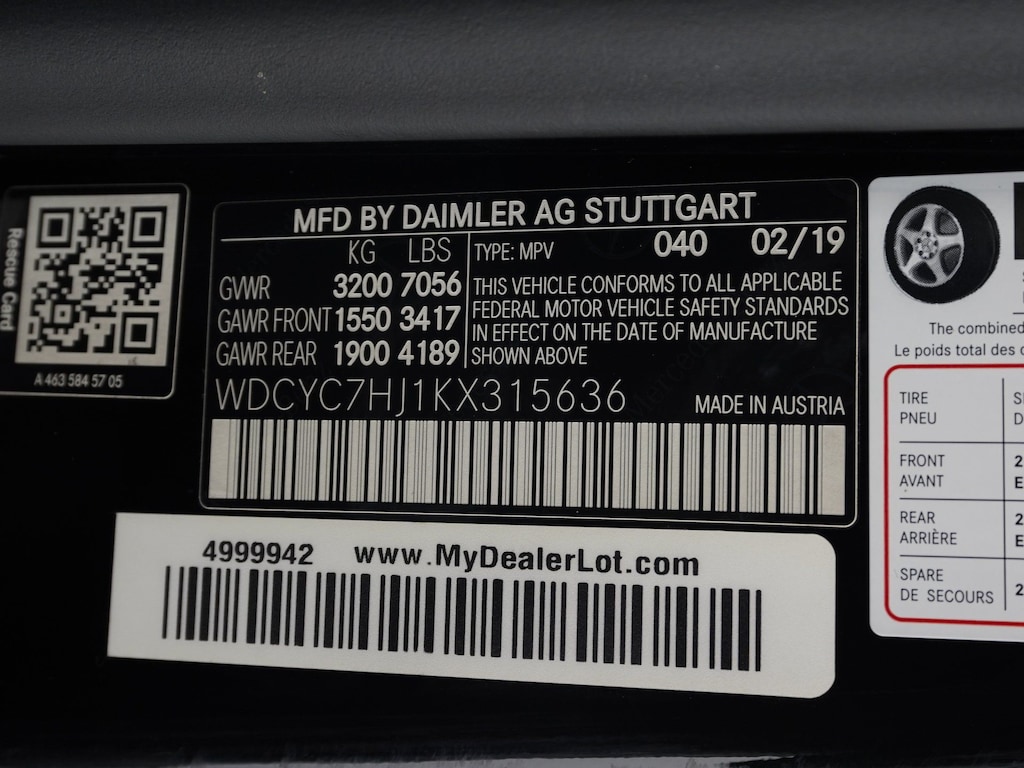 Rescue Card
A 463 584 57 05
MFD BY DAIMLER AG STUTTGART
KG LBS
GVWR 3200 7056
GAWR FRONT 1550 3417
GAWR REAR 1900 4189
TYPE: MPV 040 02/19
THIS VEHICLE CONFORMS TO ALL APPLICABLE
FEDERAL MOTOR VEHICLE SAFETY STANDARDS
IN EFFECT ON THE DATE OF MANUFACTURE
SHOWN ABOVE
WDCYC7HJ1KX315636
MADE IN AUSTRIA
4999942 www.MyDealerLot.com
The combined
Le poids total des
TIRE
PNEU
FRONT
AVANT
REAR
ARRIÈRE
SPARE
DE SECOURS